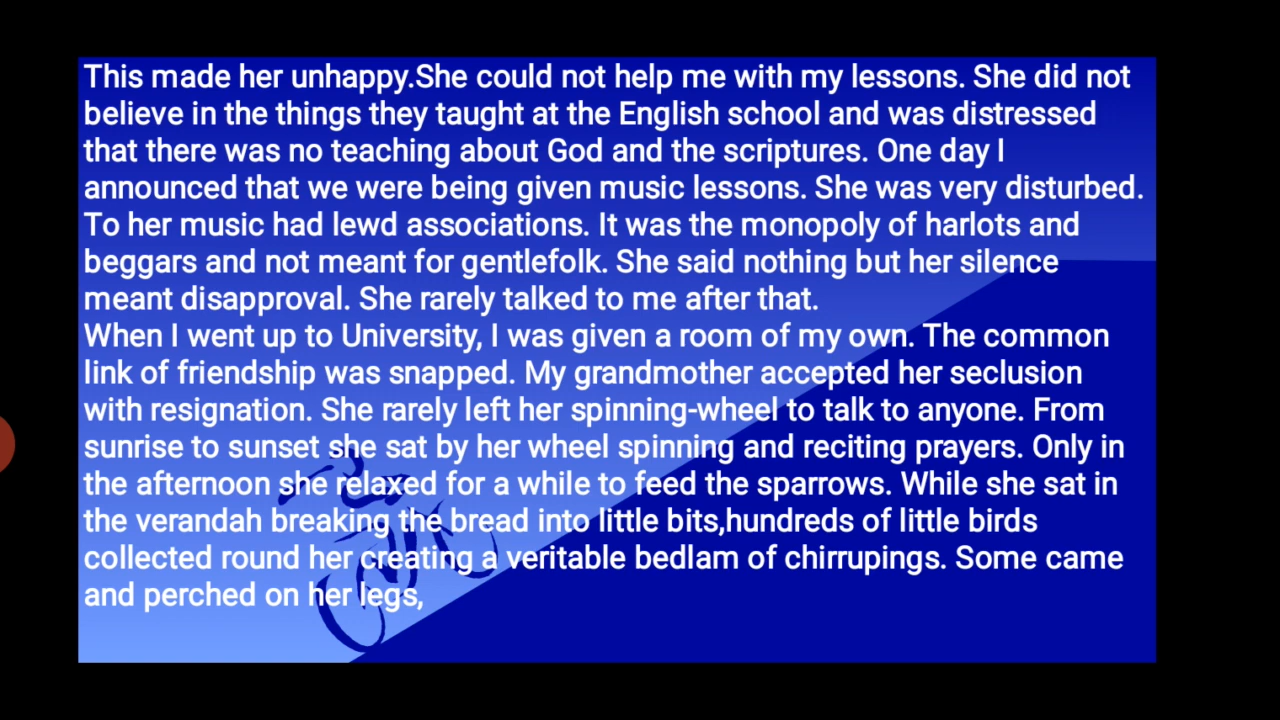 This made her unhappy.She could not help me with my lessons. She did not
believe in the things they taught at the English school and was distressed
that there was no teaching about God and the scriptures. One day I
announced that we were being given music lessons. She was very disturbed.
To her music had lewd associations. It was the monopoly of harlots and
beggars and not meant for gentlefolk. She said nothing but her silence
meant disapproval. She rarely talked to me after that.
When I went up to University, I was given a room of my own. The common
link of friendship was snapped. My grandmother accepted her seclusion
with resignation. She rarely left her spinning-wheel to talk to anyone. From
sunrise to sunset she sat by her wheel spinning and reciting prayers. Only in
the afternoon she relaxed for a while to feed the sparrows. While she sat in
the verandah breaking the bread into little bits,hundreds of little birds
collected round her creating a veritable bedlam of chirrupings. Some came
and perched on her legs,